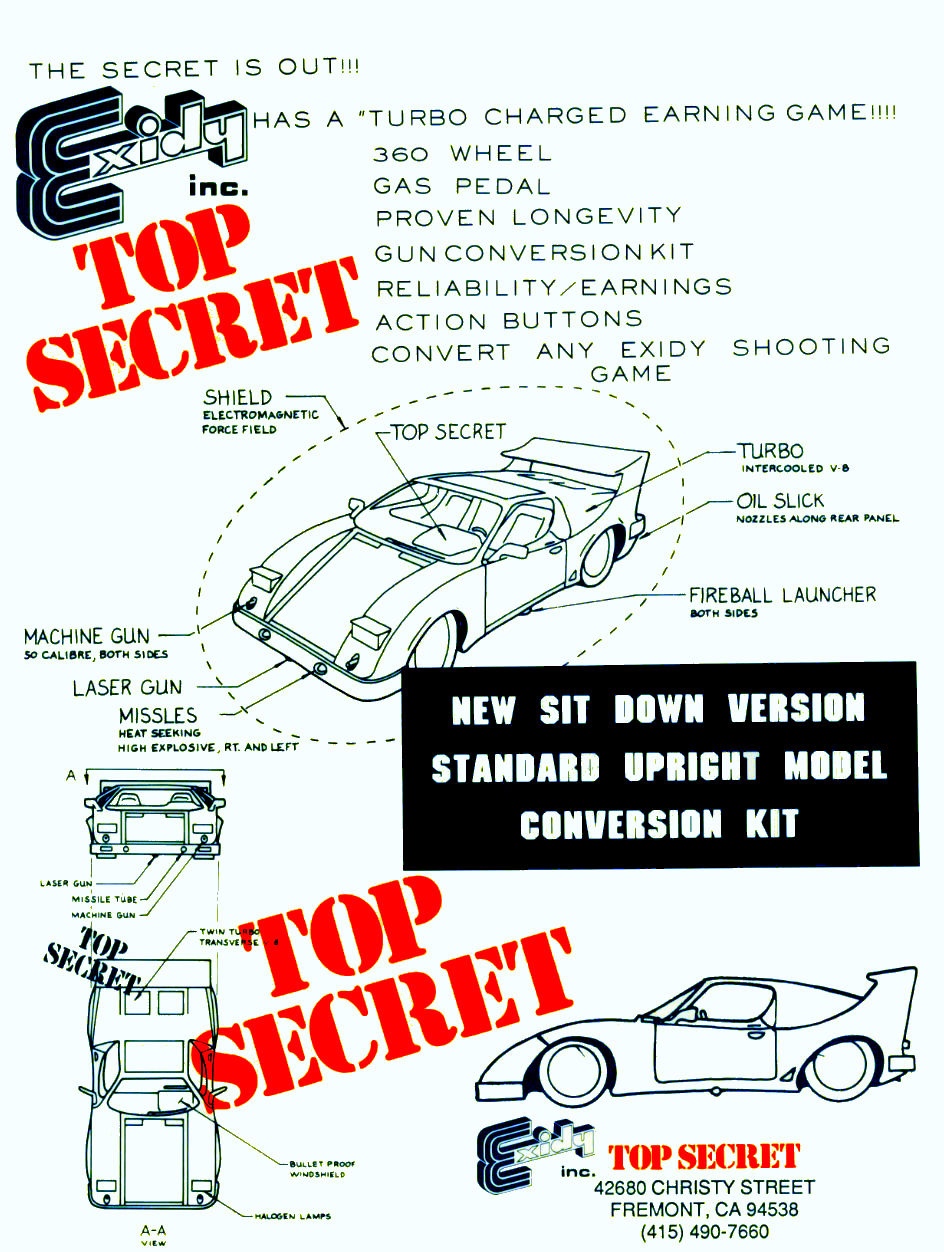 THE SECRET IS OUT!!!
Exidy inc. HAS A "TURBO CHARGED EARNING GAME!!!!
360 WHEEL
GAS PEDAL
PROVEN LONGEVITY
GUN CONVERSION KIT
RELIABILITY/EARNINGS
ACTION BUTTONS
CONVERT ANY EXIDY SHOOTING
GAME
TOP
SECRET
SHIELD
ELECTROMAGNETIC
FORCE FIELD
TOP SECRET
TURBO
INTERCOOLED V-8
OIL SLICK
NOZZLES ALONG REAR PANEL
FIREBALL LAUNCHER
BOTH SIDES
MACHINE GUN
50 CALIBRE, BOTH SIDES
LASER GUN
MISSLES
HEAT SEEKING
HIGH EXPLOSIVE, RT. AND LEFT
NEW SIT DOWN VERSION
STANDARD UPRIGHT MODEL
CONVERSION KIT
A
LASER GUN
MISSILE TUBE
MACHINE GUN
TOP
SECRET
TWIN TURBO
TRANSVERSE 8
TOP
SECRET
BULLET PROOF
WINDSHIELD
HALOGEN LAMPS
A-A
VIEW
Exidy inc. TOP SECRET
42680 CHRISTY STREET
FREMONT, CA 94538
(415) 490-7660